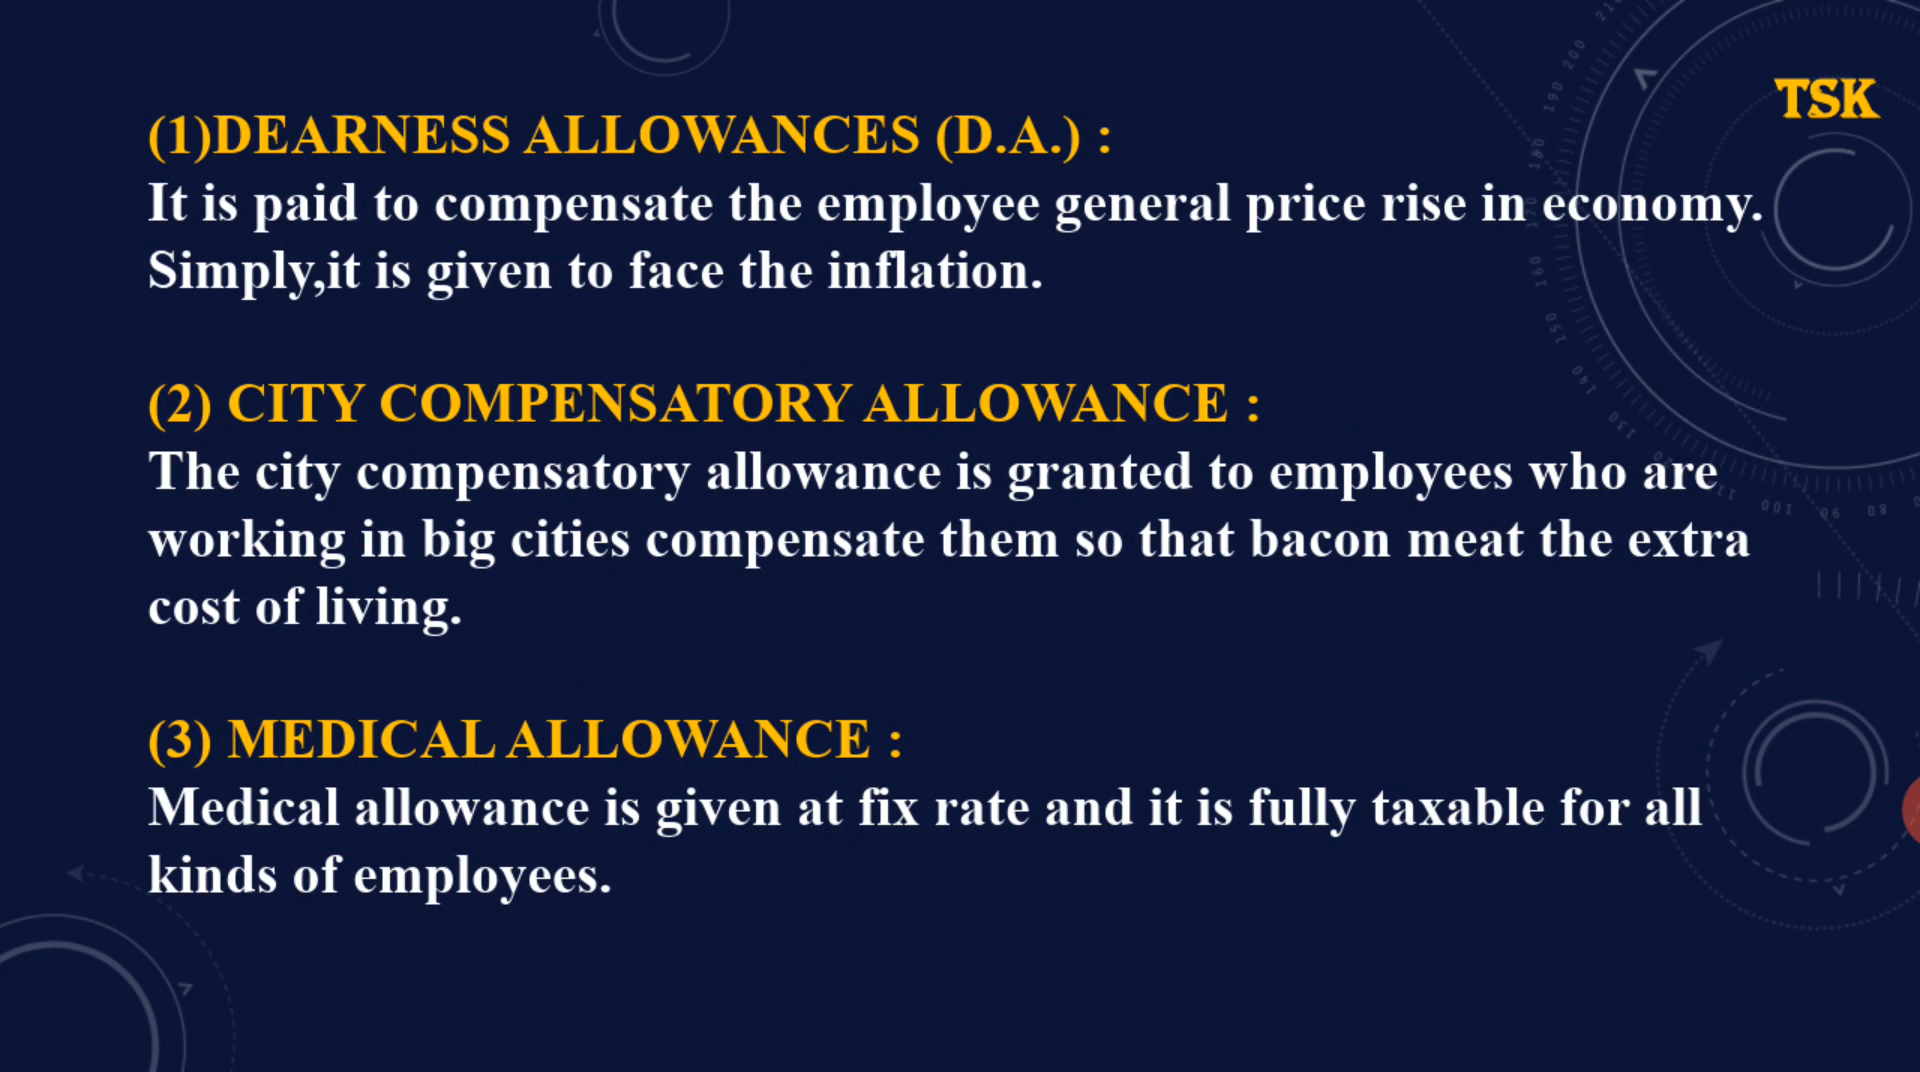 TSK
(1)DEARNESS ALLOWANCES (D.A.) :
It is paid to compensate the employee general price rise in economy.
Simply,it is given to face the inflation.
(2) CITY COMPENSATORY ALLOWANCE :
The city compensatory allowance is granted to employees who are
working in big cities compensate them so that bacon meat the extra
cost of living.
(3) MEDICAL ALLOWANCE :
Medical allowance is given at fix rate and it is fully taxable for all
kinds of employees.